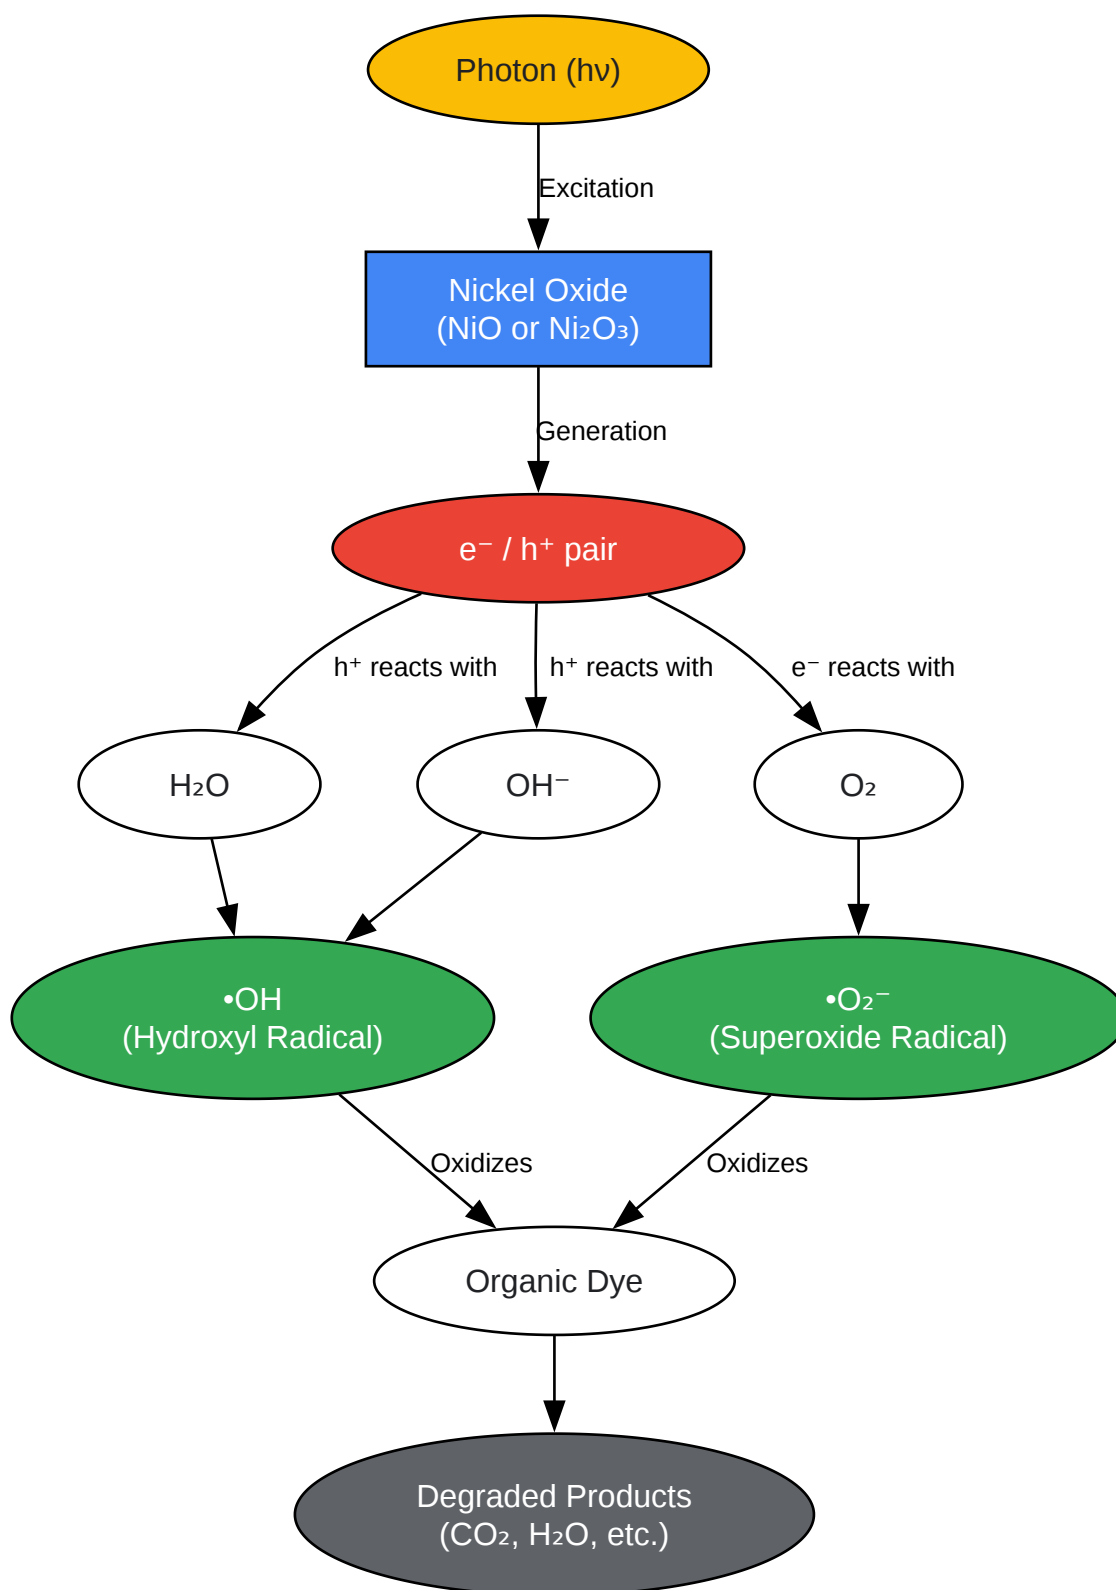 Photon (hν)
Excitation
Nickel Oxide
(NiO or Ni₂O₃)
Generation
e⁻ / h⁺ pair
h⁺ reacts with
h⁺ reacts with
e⁻ reacts with
H₂O
OH⁻
O₂
•OH
(Hydroxyl Radical)
•O₂⁻
(Superoxide Radical)
Oxidizes
Oxidizes
Organic Dye
Degraded Products
(CO₂, H₂O, etc.)